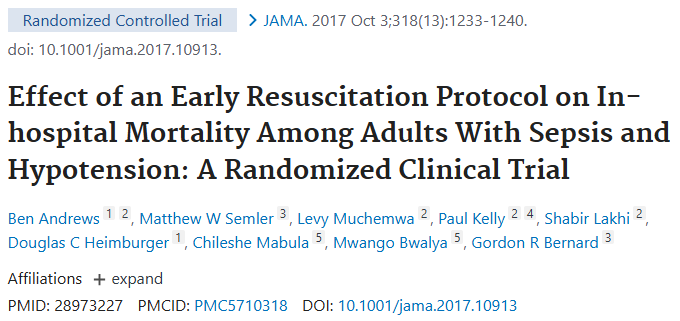 Randomized Controlled Trial > JAMA. 2017 Oct 3;318(13):1233-1240.
doi: 10.1001/jama.2017.10913.
Effect of an Early Resuscitation Protocol on In-
hospital Mortality Among Adults With Sepsis and
Hypotension: A Randomized Clinical Trial
Ben Andrews 1 2, Matthew W Semler 3, Levy Muchemwa 2, Paul Kelly 2 4, Shabir Lakhi 2,
Douglas C Heimburger 1, Chileshe Mabula 5, Mwango Bwalya 5, Gordon R Bernard 3
Affiliations + expand
PMID: 28973227 PMCID: PMC5710318 DOI: 10.1001/jama.2017.10913